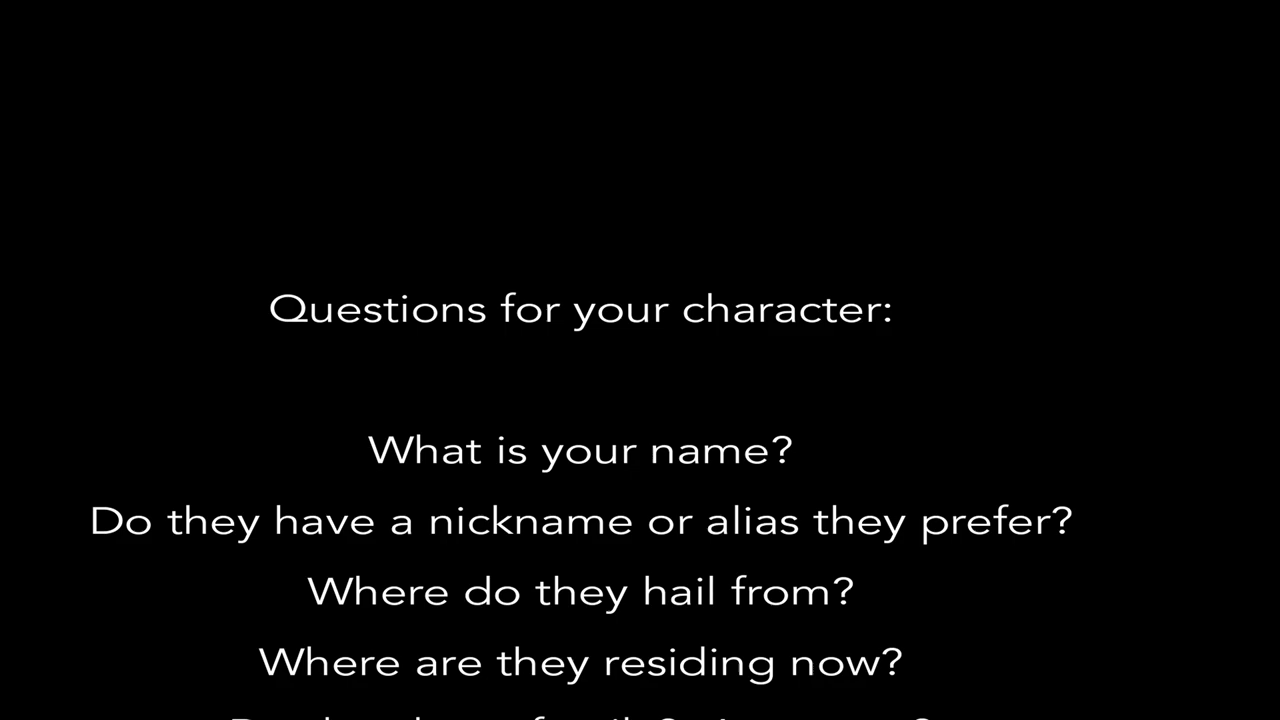 Questions for your character:
What is your name?
Do they have a nickname or alias they prefer?
Where do they hail from?
Where are they residing now?